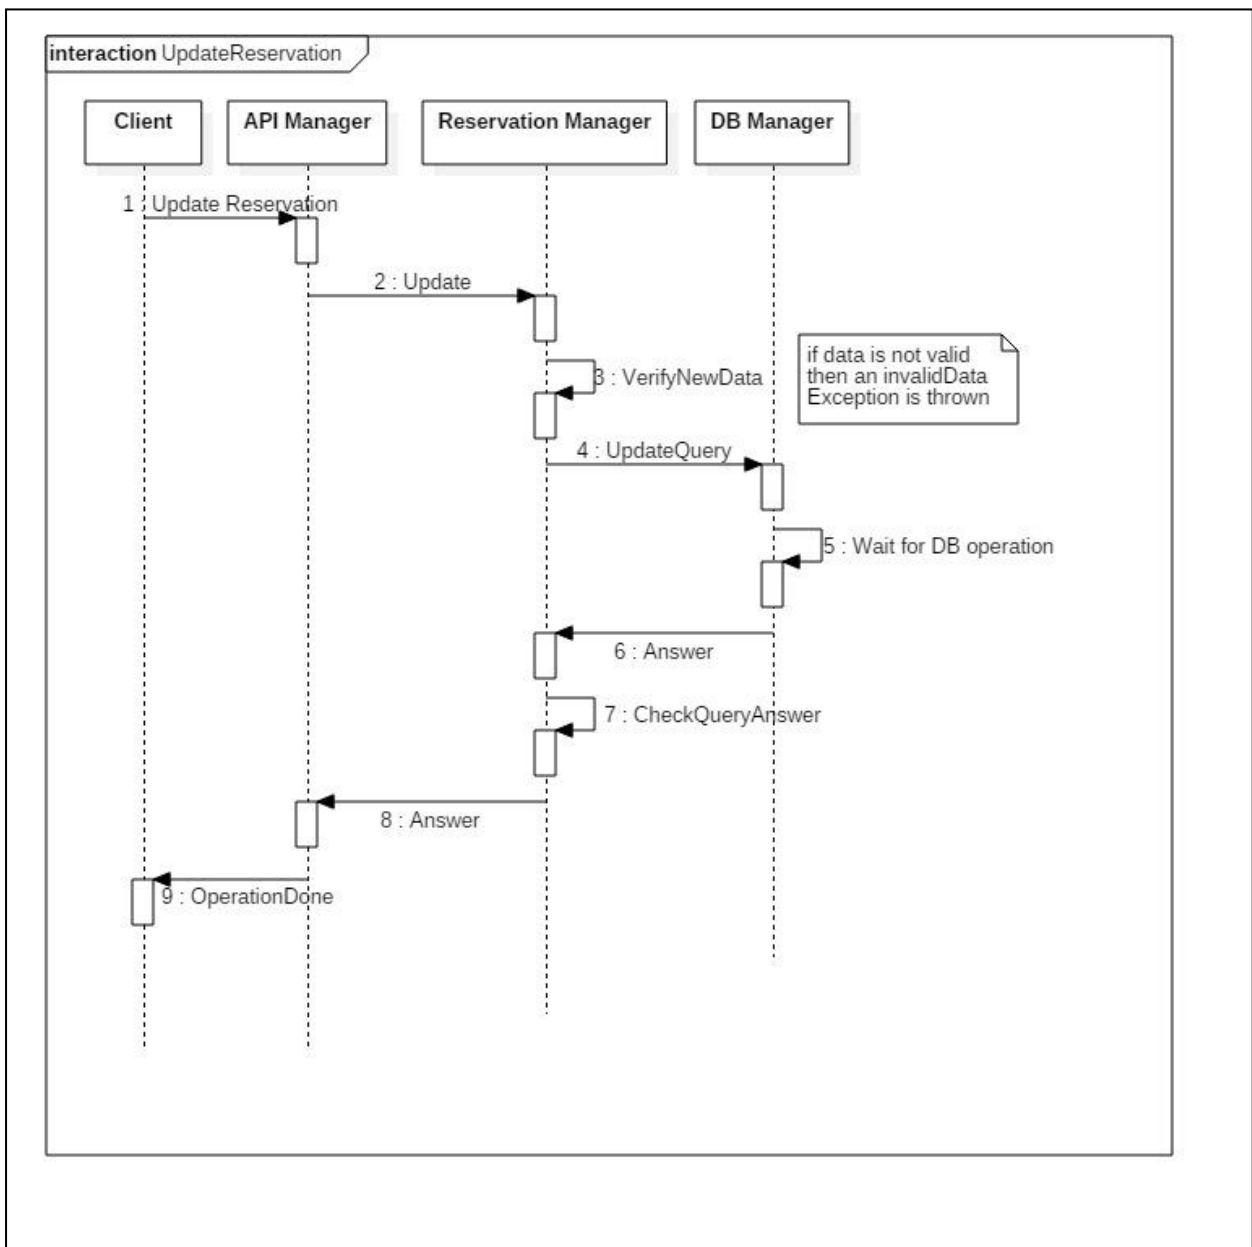 interaction UpdateReservation
Client
API Manager
Reservation Manager
DB Manager
1 : Update Reservation
2 : Update
3 : VerifyNewData
if data is not valid
then an invalidData
Exception is thrown
4 : UpdateQuery
5 : Wait for DB operation
6 : Answer
7 : CheckQueryAnswer
8 : Answer
9 : OperationDone